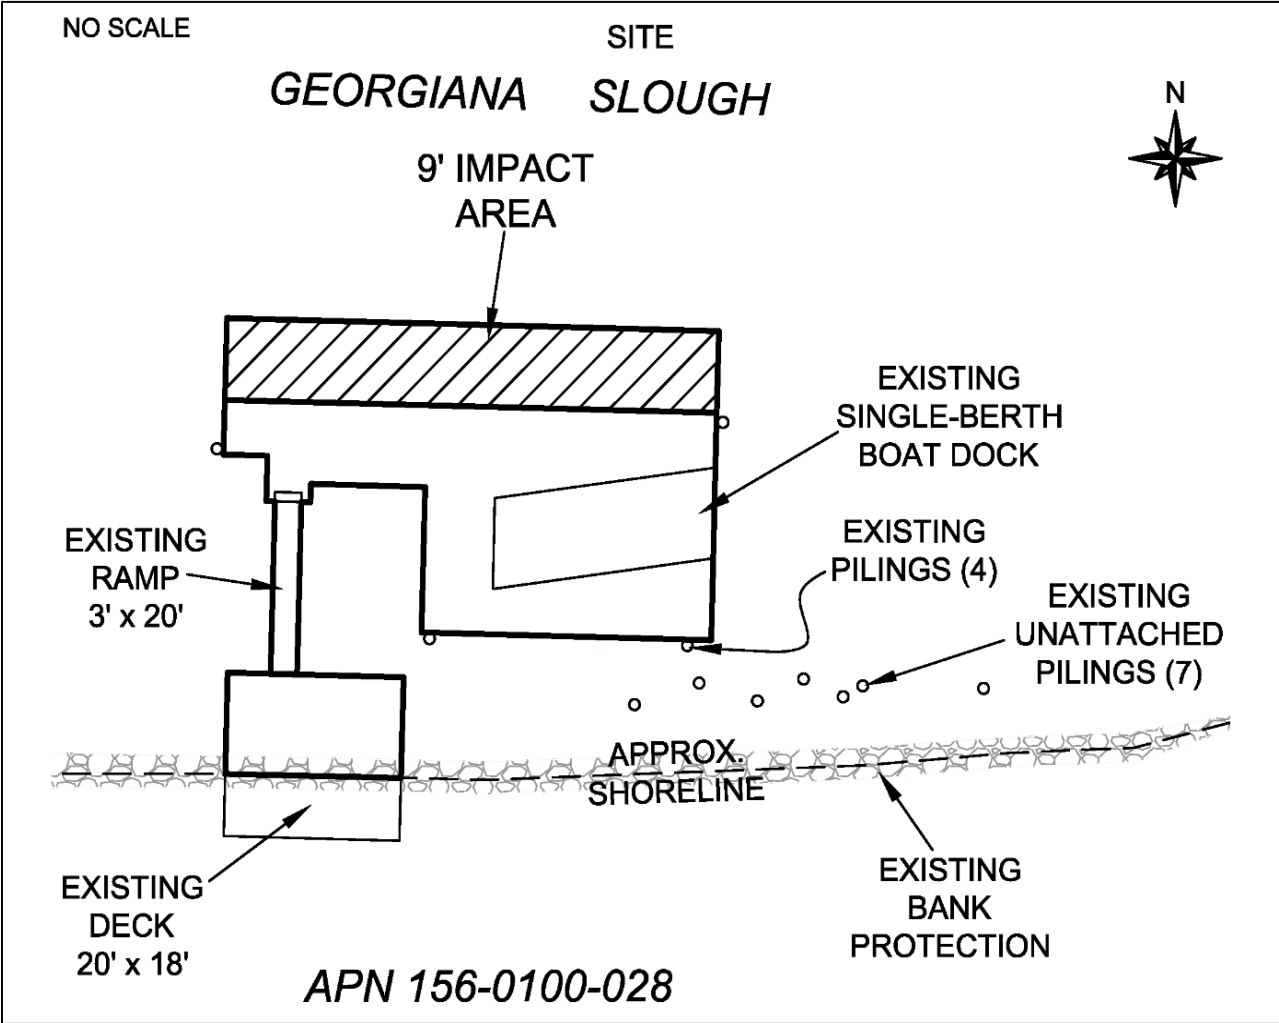 NO SCALE
SITE
GEORGIANA SLOUGH
N
9' IMPACT
AREA
EXISTING
SINGLE-BERTH
BOAT DOCK
EXISTING
PILINGS (4)
EXISTING
RAMP
3' x 20'
EXISTING
UNATTACHED
PILINGS (7)
APPROX.
SHORELINE
EXISTING
DECK
20' x 18'
EXISTING
BANK
PROTECTION
APN 156-0100-028